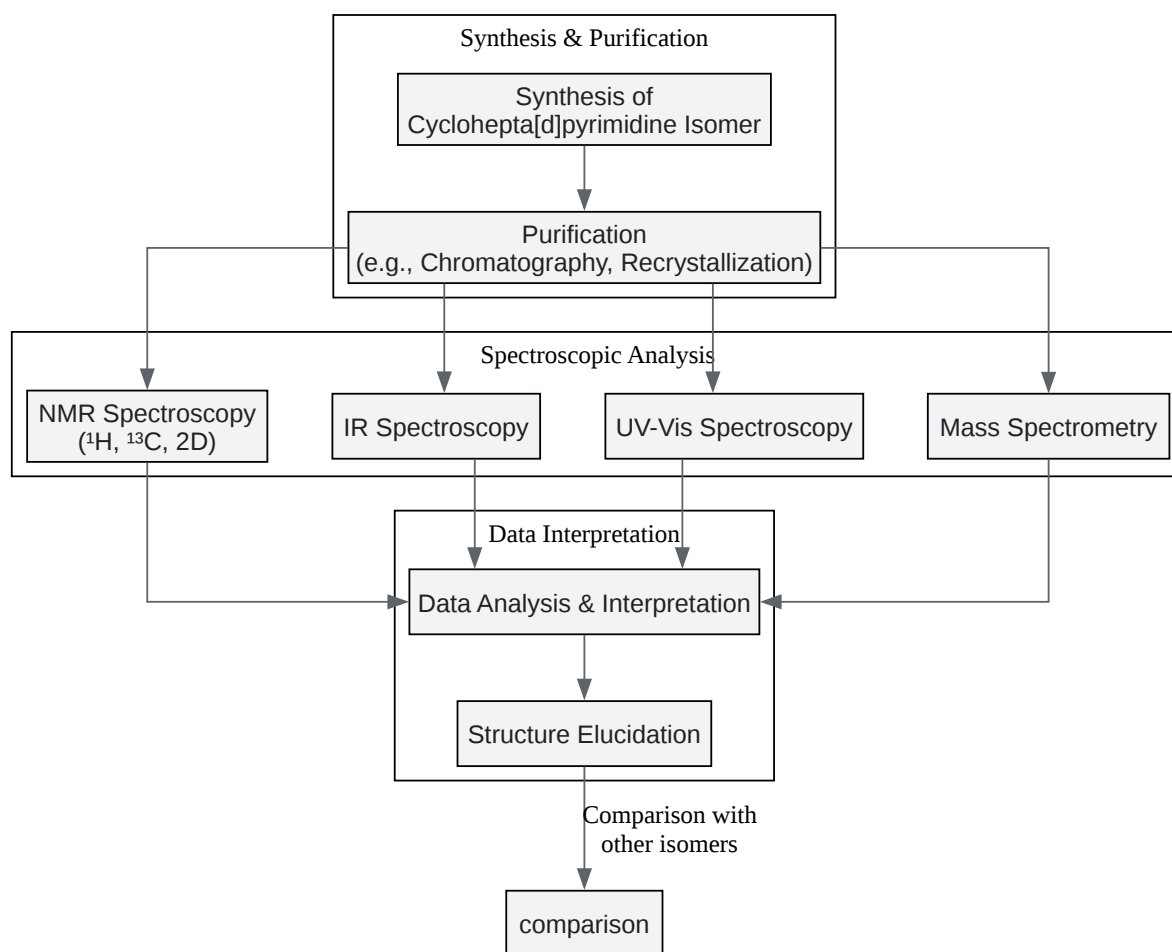 Synthesis & Purification
Synthesis of
Cyclohepta[d]pyrimidine Isomer
Purification
(e.g., Chromatography, Recrystallization)
Spectroscopic Analysis
NMR Spectroscopy
(¹H, ¹³C, 2D)
IR Spectroscopy
UV-Vis Spectroscopy
Mass Spectrometry
Data Interpretation
Data Analysis & Interpretation
Structure Elucidation
Comparison with
other isomers
comparison